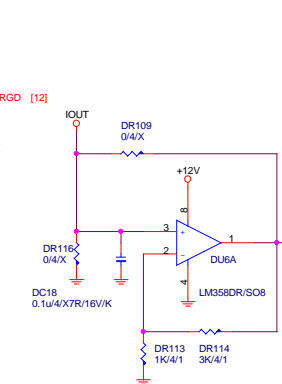 RGD [12]
IOUT
DR109
0/4/X
+12V
8
3
+
1
2
-
DR116
0/4/X
DU6A
4
LM358DR/SO8
DC18
0.1u/4/X7R/16V/K
DR113
1K/4/1
DR114
3K/4/1